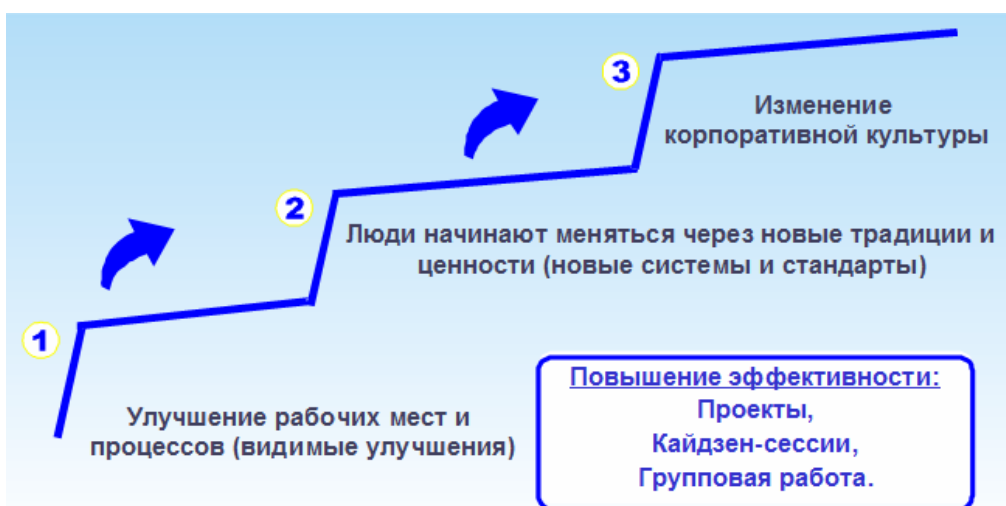 3
Изменение
корпоративной культуры
2
Люди начинают меняться через новые традиции и
ценности (новые системы и стандарты)
1
Улучшение рабочих мест и
процессов (видимые улучшения)
Повышение эффективности:
Проекты,
Кайдзен-сессии,
Групповая работа.